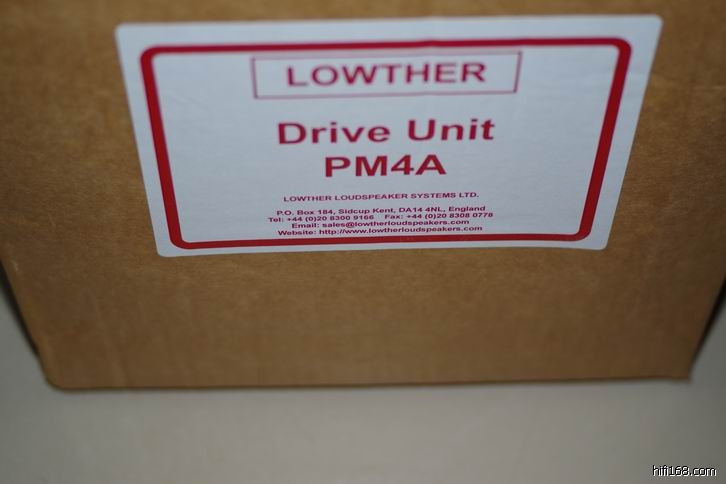 LOWTHER
Drive Unit
PM4A
LOWTHER LOUDSPEAKER SYSTEMS LTD.
P.O. Box 184, Sidcup Kent, DA14 4NL, England
Tel: +44 (0)20 8300 9166 Fax: +44 (0)20 8308 0778
Email: sales@lowtherloudspeakers.com
Website: http://www.lowtherloudspeakers.com
hifi168.com